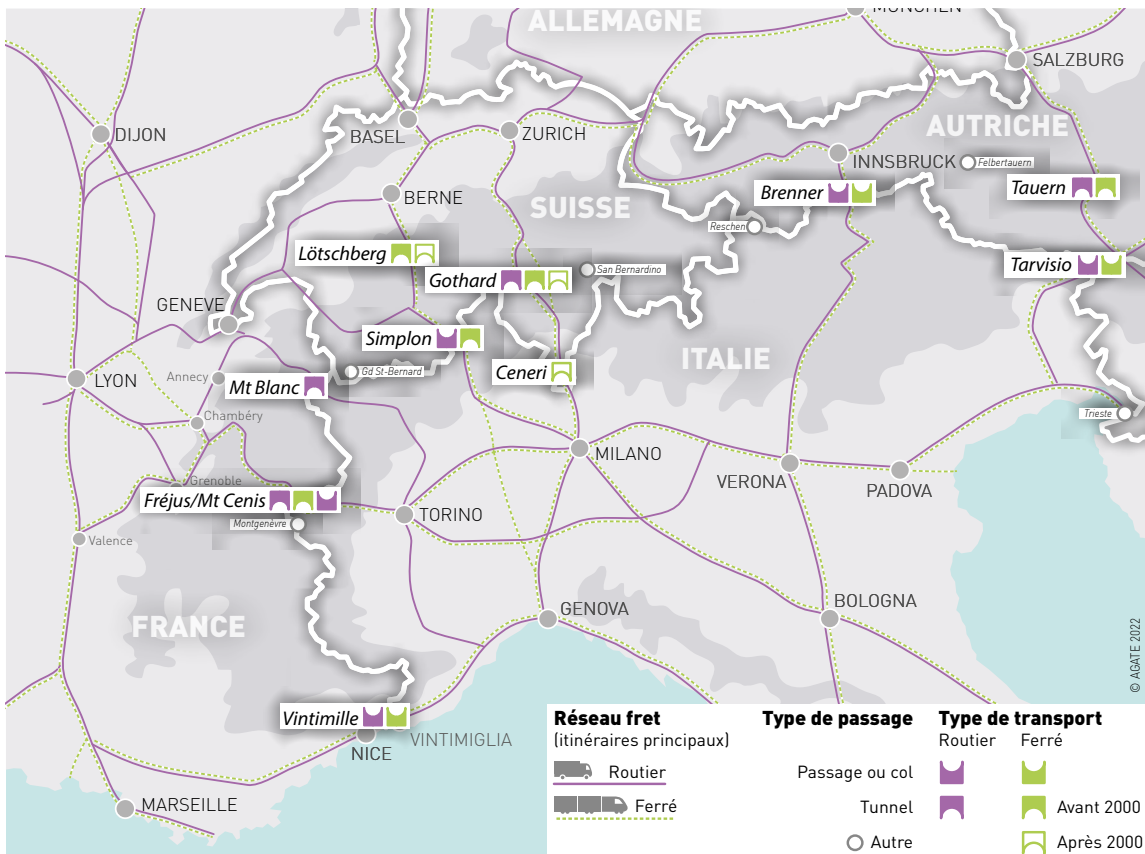 ALLEMAGNE
MÜNCHEN
SALZBURG
DIJON
BASEL
ZURICH
AUTRICHE
INNSBRUCK
Felbertauern
Brenner
Tauern
BERNE
SUISSE
Reschen
Lötschberg
Gothard
San Bernardino
Tarvisio
GENEVE
Simplon
ITALIE
Gd St-Bernard
Ceneri
LYON
Annecy
Mt Blanc
Chambéry
Trieste
MILANO
VERONA
PADOVA
Grenoble
Fréjus/Mt Cenis
TORINO
Montgenèvre
Valence
GENOVA
BOLOGNA
FRANCE
Vintimille
VINTIMIGLIA
NICE
MARSEILLE
© AGATE 2022
Réseau fret
(itinéraires principaux)
Routier
Ferré
Type de passage
Passage ou col
Tunnel
Autre
Type de transport
Routier Ferré
Avant 2000
Après 2000